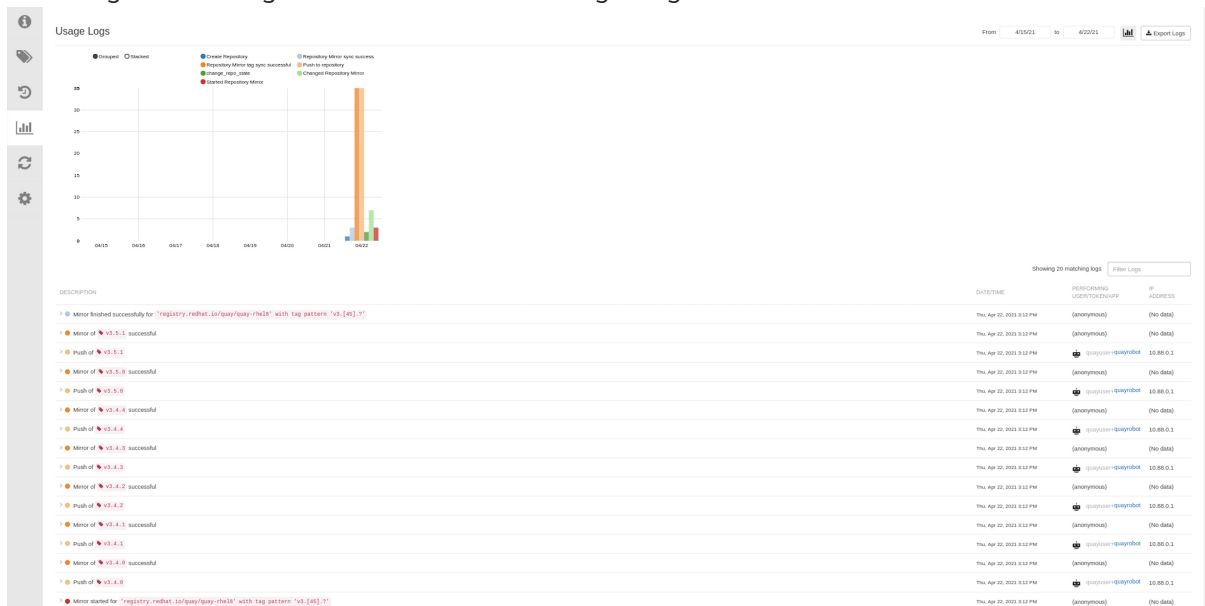 Usage Logs
From 4/15/21 to 4/22/21 Export Logs
Grouped Stacked
Create Repository Repository Mirror sync success
Repository Mirror tag sync successful Push to repository
change_repo_state Changed Repository Mirror
Started Repository Mirror
35
30
25
20
15
10
5
0
04/15 04/16 04/17 04/18 04/19 04/20 04/21 04/22
Showing 20 matching logs Filter Logs
DESCRIPTION DATE/TIME PERFORMING USER/TOKEN/APP IP ADDRESS
Mirror finished successfully for 'registry.redhat.io/quay/quay-rhel8' with tag pattern 'v3.[45].?' Thu, Apr 22, 2021 3:12 PM (anonymous) (No data)
Mirror of v3.5.1 successful Thu, Apr 22, 2021 3:12 PM (anonymous) (No data)
Push of v3.5.1 Thu, Apr 22, 2021 3:12 PM quayuser+quayrobot 10.88.0.1
Mirror of v3.5.0 successful Thu, Apr 22, 2021 3:12 PM (anonymous) (No data)
Push of v3.5.0 Thu, Apr 22, 2021 3:12 PM quayuser+quayrobot 10.88.0.1
Mirror of v3.4.4 successful Thu, Apr 22, 2021 3:12 PM (anonymous) (No data)
Push of v3.4.4 Thu, Apr 22, 2021 3:12 PM quayuser+quayrobot 10.88.0.1
Mirror of v3.4.3 successful Thu, Apr 22, 2021 3:12 PM (anonymous) (No data)
Push of v3.4.3 Thu, Apr 22, 2021 3:12 PM quayuser+quayrobot 10.88.0.1
Mirror of v3.4.2 successful Thu, Apr 22, 2021 3:12 PM (anonymous) (No data)
Push of v3.4.2 Thu, Apr 22, 2021 3:12 PM quayuser+quayrobot 10.88.0.1
Mirror of v3.4.1 successful Thu, Apr 22, 2021 3:12 PM (anonymous) (No data)
Push of v3.4.1 Thu, Apr 22, 2021 3:12 PM quayuser+quayrobot 10.88.0.1
Mirror of v3.4.0 successful Thu, Apr 22, 2021 3:12 PM (anonymous) (No data)
Push of v3.4.0 Thu, Apr 22, 2021 3:12 PM quayuser+quayrobot 10.88.0.1
Mirror started for 'registry.redhat.io/quay/quay-rhel8' with tag pattern 'v3.[45].?' Thu, Apr 22, 2021 3:12 PM (anonymous) (No data)